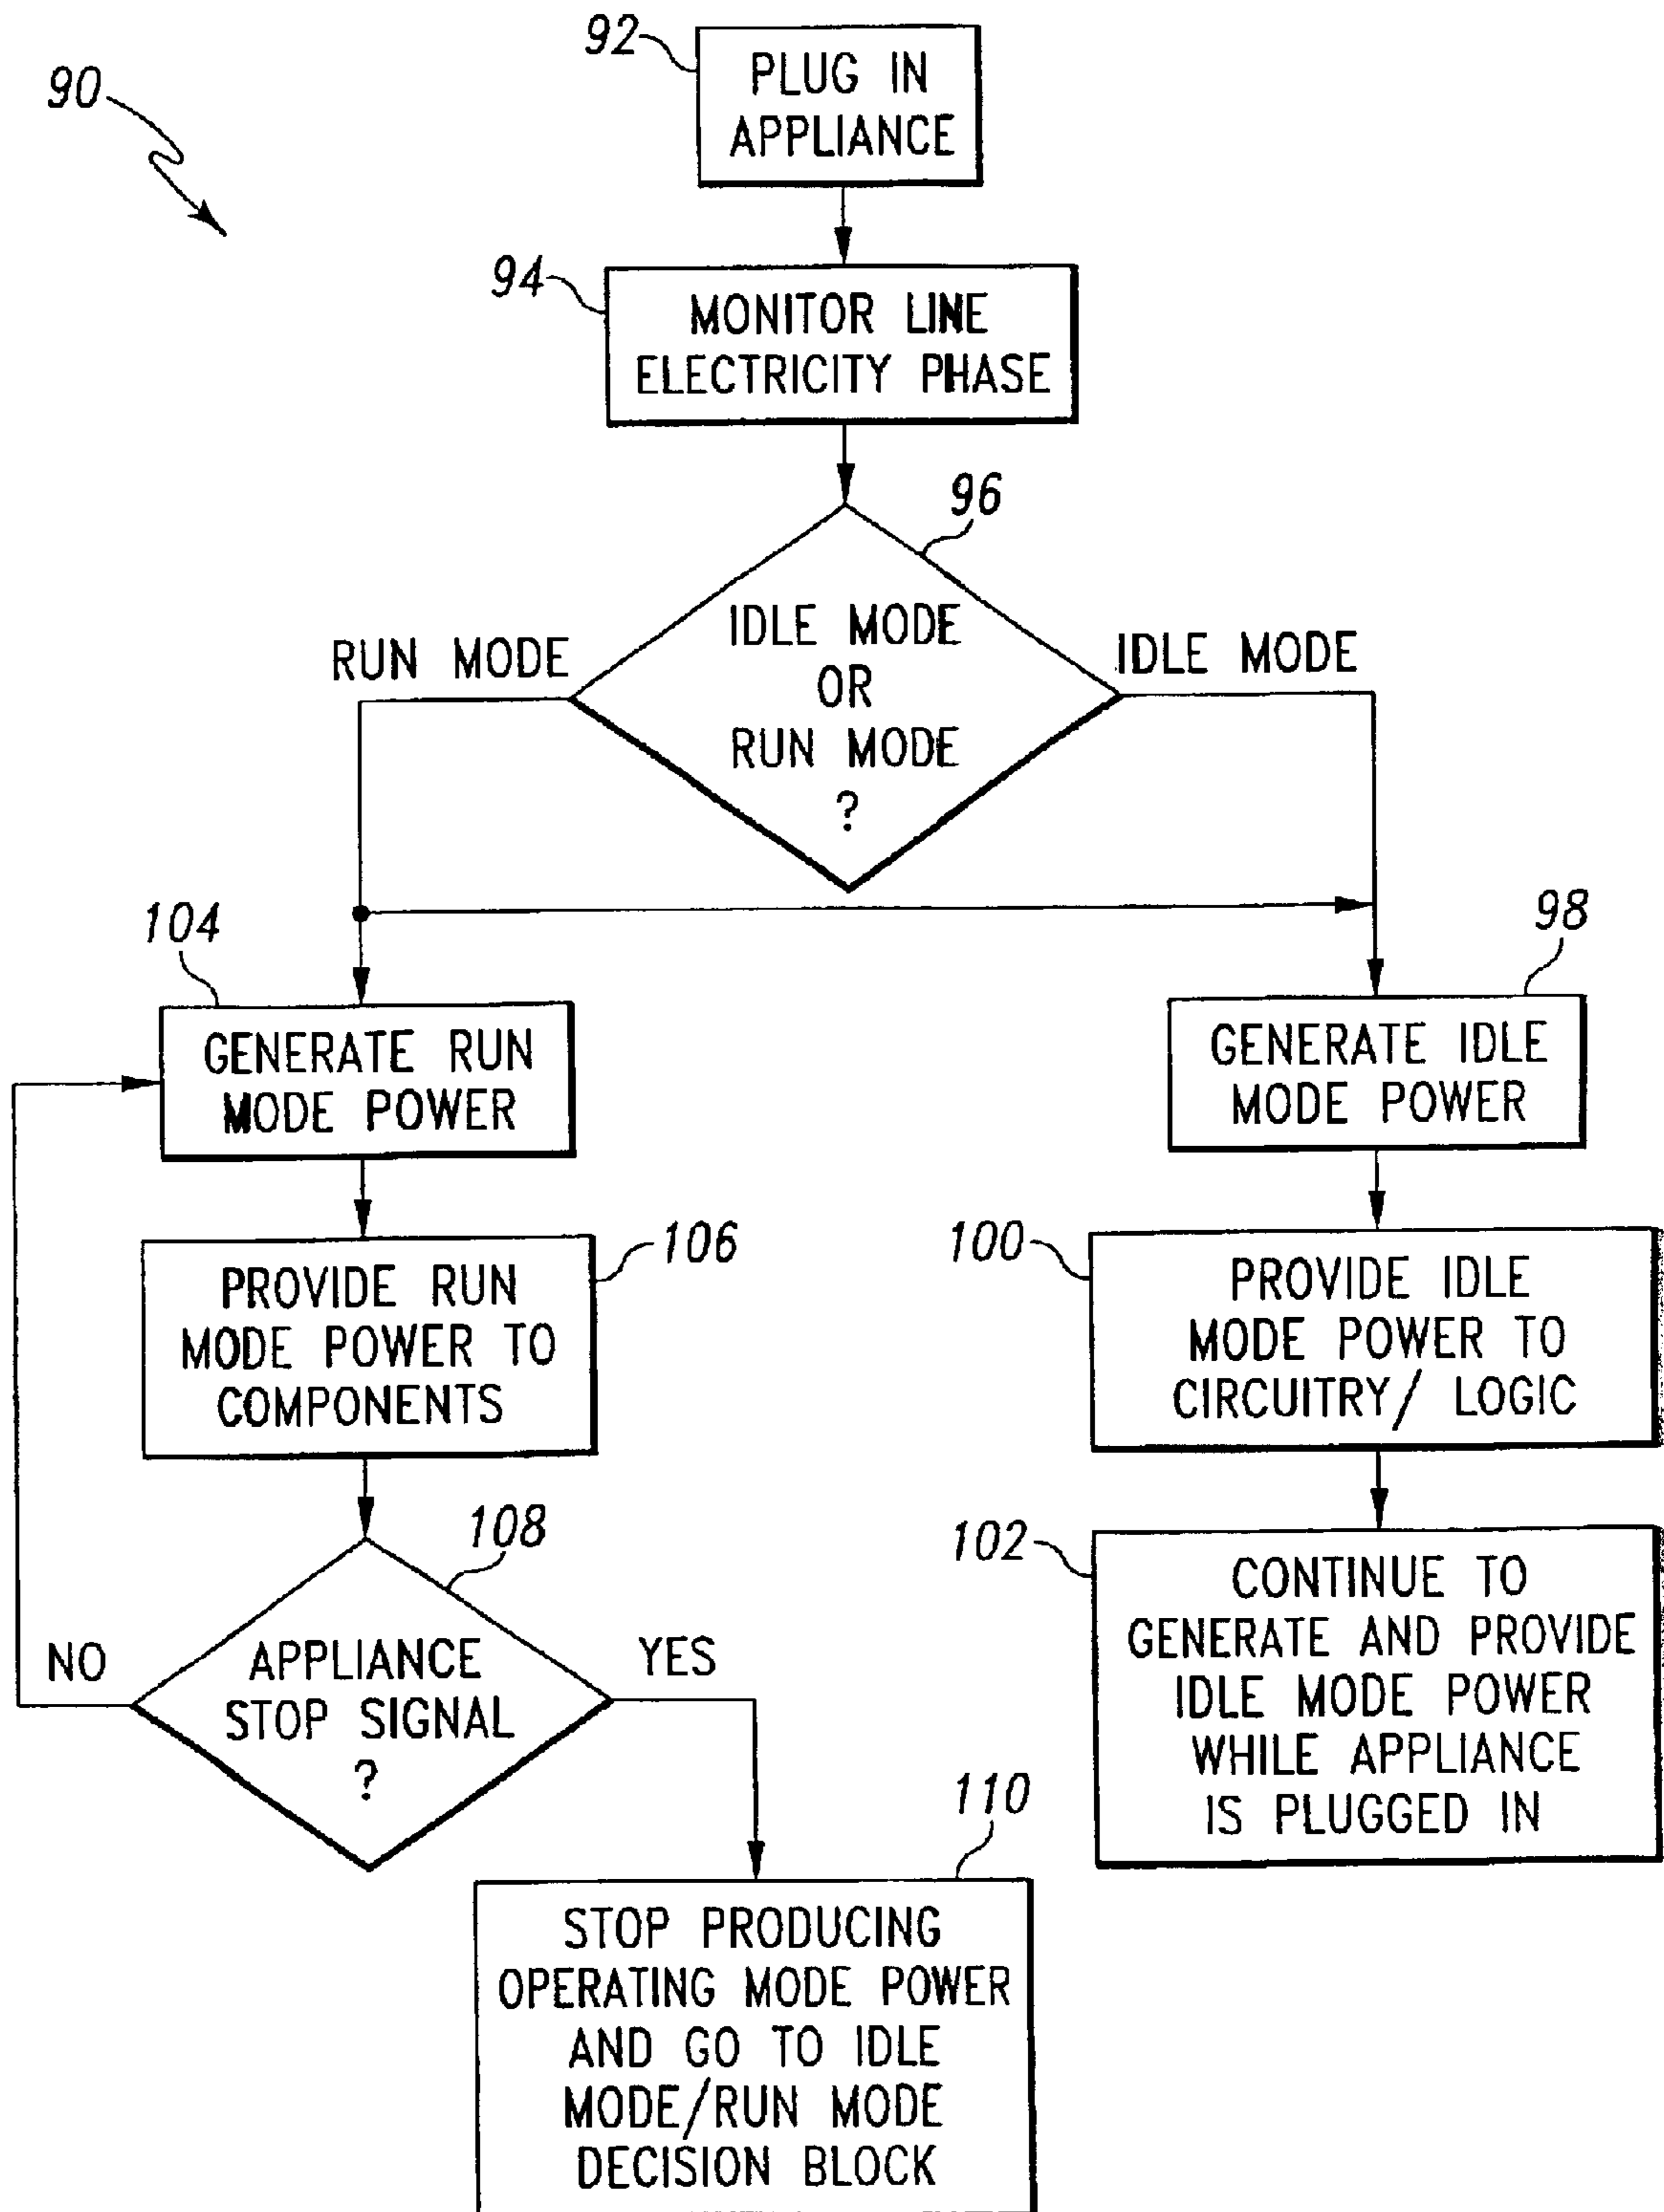 92
PLUG IN
APPLIANCE
90
94
MONITOR LINE
ELECTRICITY PHASE
96
IDLE MODE
OR
RUN MODE
?
RUN MODE
IDLE MODE
104
GENERATE RUN
MODE POWER
98
GENERATE IDLE
MODE POWER
106
PROVIDE RUN
MODE POWER TO
COMPONENTS
100
PROVIDE IDLE
MODE POWER TO
CIRCUITRY/ LOGIC
108
APPLIANCE
STOP SIGNAL
?
NO
YES
102
CONTINUE TO
GENERATE AND PROVIDE
IDLE MODE POWER
WHILE APPLIANCE
IS PLUGGED IN
110
STOP PRODUCING
OPERATING MODE POWER
AND GO TO IDLE
MODE/RUN MODE
DECISION BLOCK